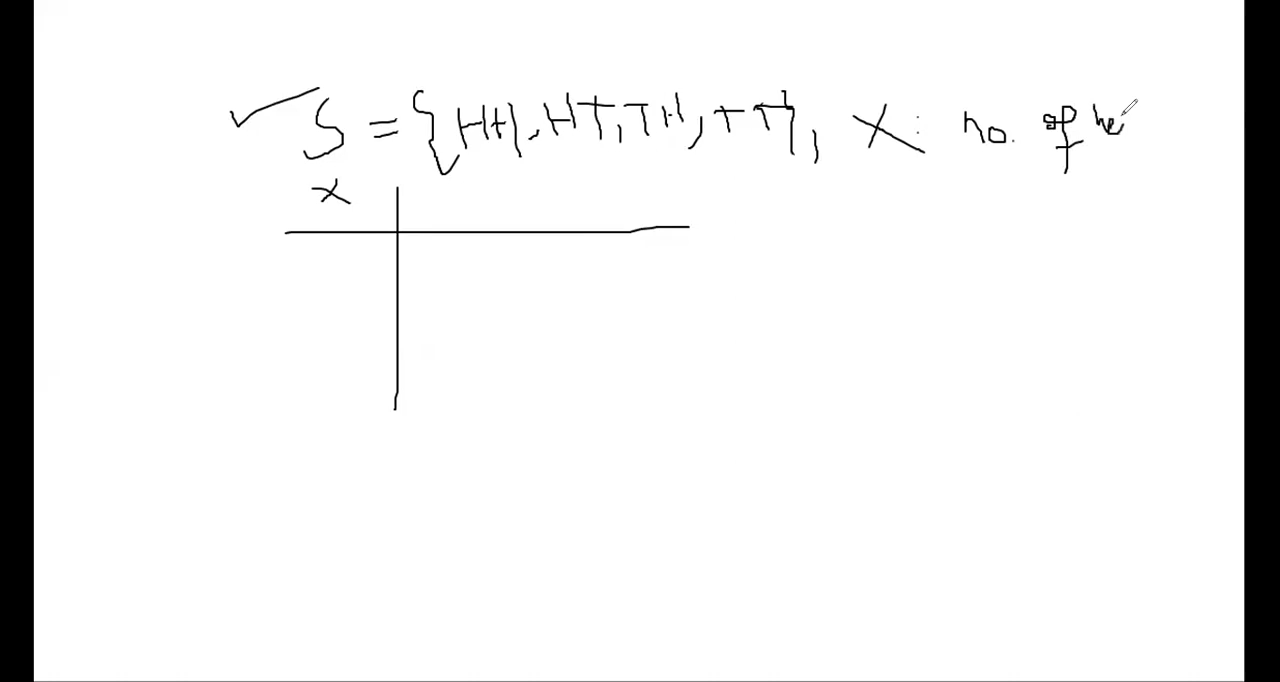 S = {HH, HT, TH, TT}, X: no. of he
x